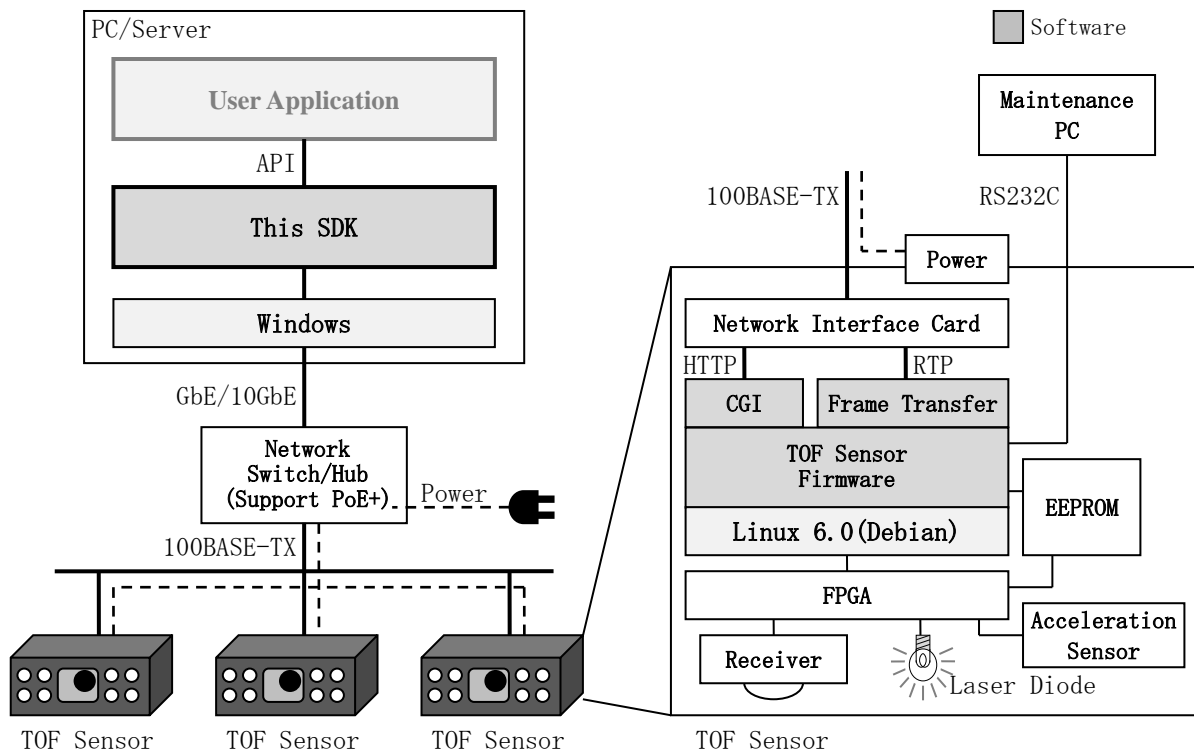 PC/Server
User Application
API
This SDK
Windows
GbE/10GbE
Network
Switch/Hub
(Support PoE+)
Power
100BASE-TX
TOF Sensor
TOF Sensor
TOF Sensor
Software
Maintenance
PC
100BASE-TX
RS232C
Power
Network Interface Card
HTTP
RTP
CGI
Frame Transfer
TOF Sensor
Firmware
EEPROM
Linux 6.0(Debian)
FPGA
Acceleration
Sensor
Receiver
Laser Diode
TOF Sensor